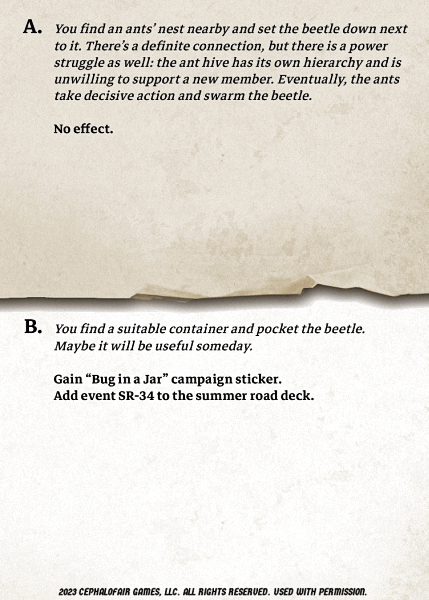 A. You find an ants’ nest nearby and set the beetle down next
to it. There’s a definite connection, but there is a power
struggle as well: the ant hive has its own hierarchy and is
unwilling to support a new member. Eventually, the ants
take decisive action and swarm the beetle.
No effect.
B. You find a suitable container and pocket the beetle.
Maybe it will be useful someday.
Gain “Bug in a Jar” campaign sticker.
Add event SR-34 to the summer road deck.
2023 CEPHALOFAIR GAMES, LLC. ALL RIGHTS RESERVED. USED WITH PERMISSION.